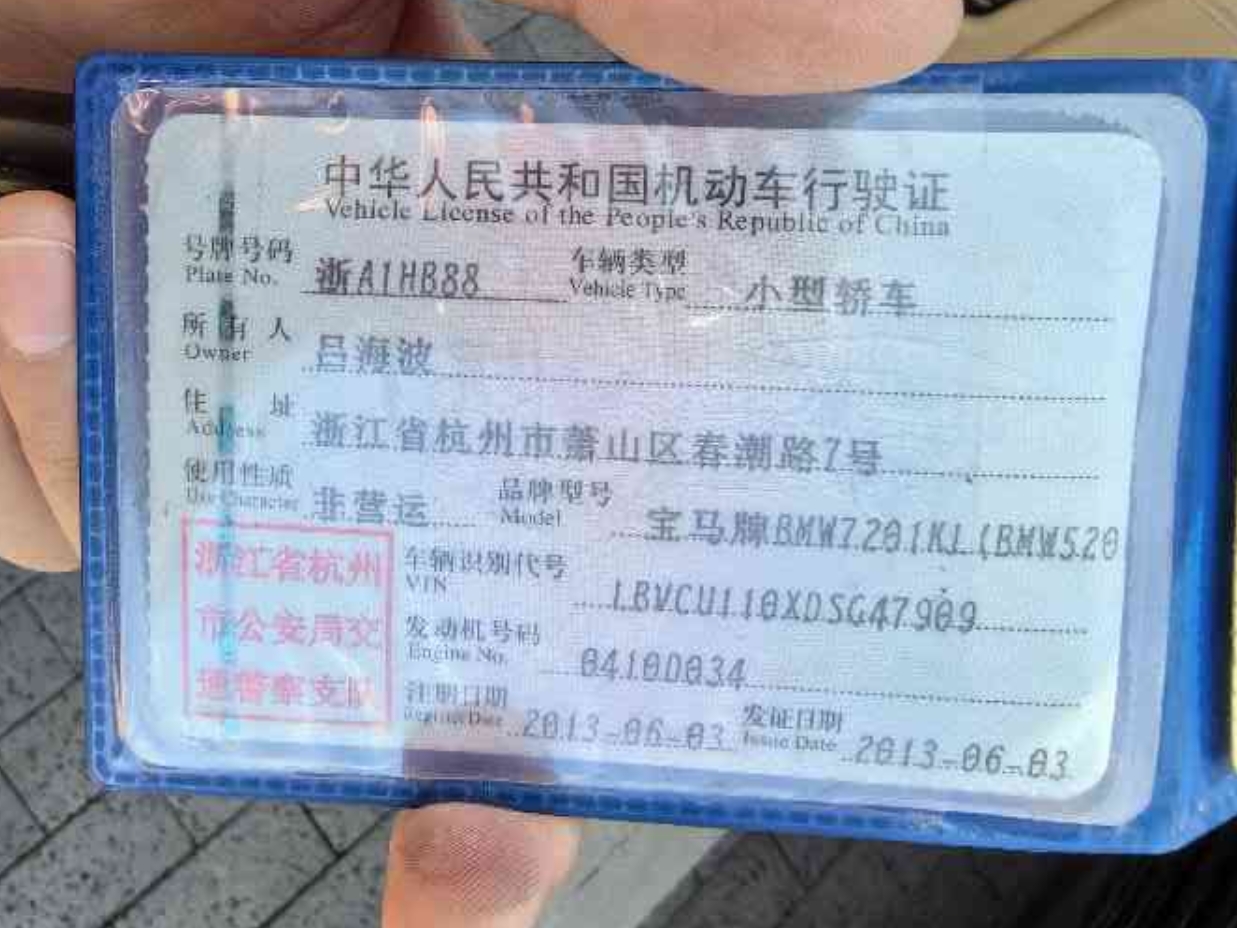 中华人民共和国机动车行驶证
Vehicle License of the People's Republic of China
号牌号码 浙A1HB88 车辆类型 小型轿车
Plate No. Vehicle Type
所有人 吕海波
Owner
住址 浙江省杭州市萧山区春潮路7号
Address
使用性质 非营运 品牌型号 宝马牌BMW7201KL(BMW520
Use Character Model
浙江省杭州
市公安局交
通警察支队
车辆识别代号 LBVCU110XDSG47909
VIN
发动机号码 0410D034
Engine No.
注册日期 2013-06-03 发证日期 2013-06-03
Register Date Issue Date